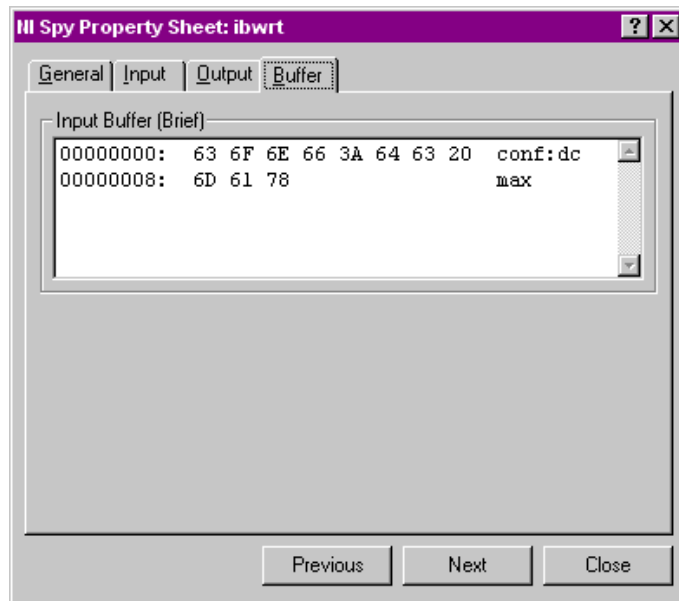 NI Spy Property Sheet: ibwrt
General Input Output Buffer
Input Buffer (Brief)
00000000: 63 6F 6E 66 3A 64 63 20 conf:dc
00000008: 6D 61 78 max
Previous Next Close